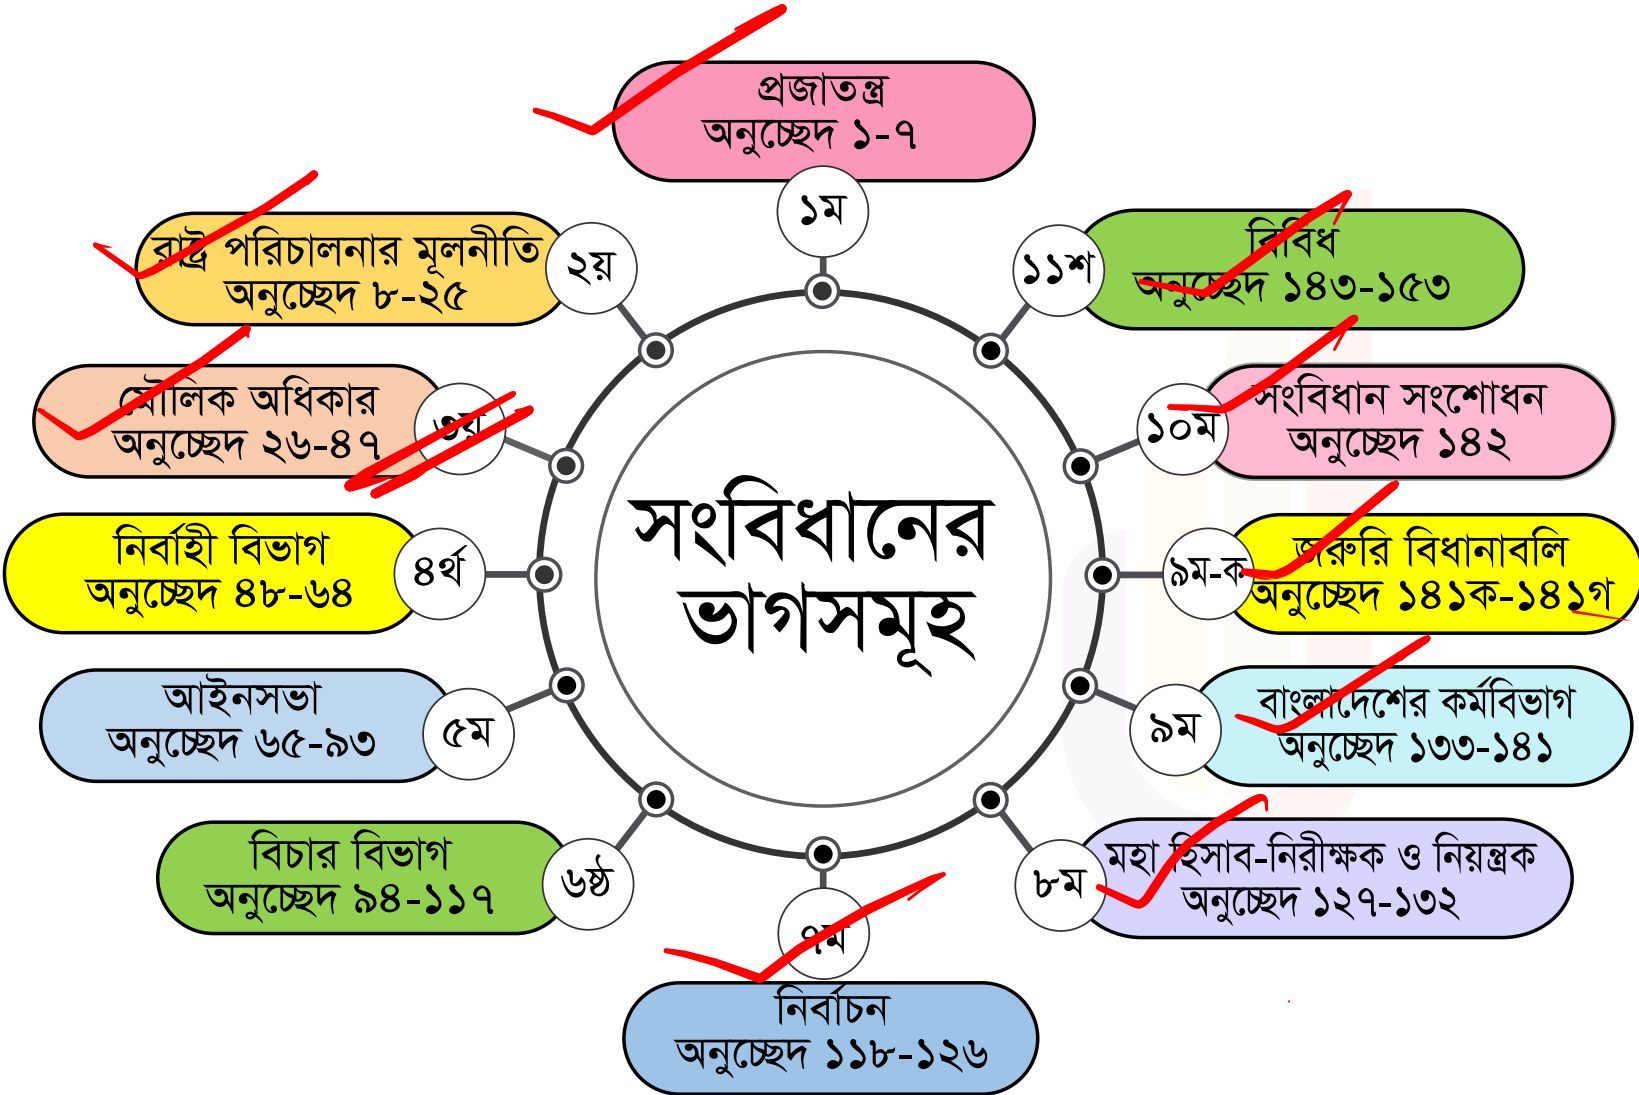 প্রজাতন্ত্র
অনুচ্ছেদ ১-৭
১ম
রাষ্ট্র পরিচালনার মূলনীতি
অনুচ্ছেদ ৮-২৫
২য়
মৌলিক অধিকার
অনুচ্ছেদ ২৬-৪৭
৩য়
নির্বাহী বিভাগ
অনুচ্ছেদ ৪৮-৬৪
৪র্থ
আইনসভা
অনুচ্ছেদ ৬৫-৯৩
৫ম
বিচার বিভাগ
অনুচ্ছেদ ৯৪-১১৭
৬ষ্ঠ
৭ম
নির্বাচন
অনুচ্ছেদ ১১৮-১২৬
৮ম
মহা হিসাব-নিরীক্ষক ও নিয়ন্ত্রক
অনুচ্ছেদ ১২৭-১৩২
৯ম
বাংলাদেশের কর্মবিভাগ
অনুচ্ছেদ ১৩৩-১৪১
৯ম-ক
জরুরি বিধানাবলি
অনুচ্ছেদ ১৪১ক-১৪১গ
১০ম
সংবিধান সংশোধন
অনুচ্ছেদ ১৪২
১১শ
বিবিধ
অনুচ্ছেদ ১৪৩-১৫৩
সংবিধানের
ভাগসমূহ